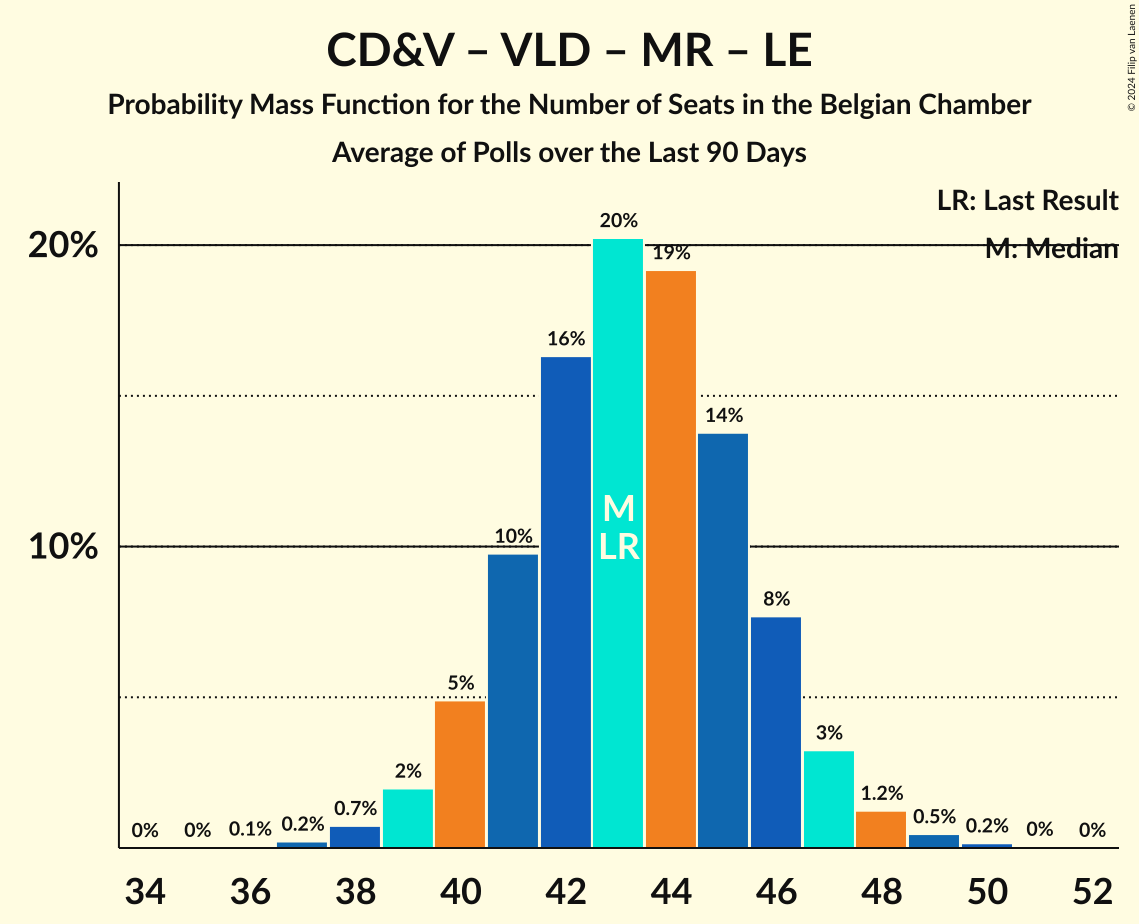 CD&V – VLD – MR – LE
Probability Mass Function for the Number of Seats in the Belgian Chamber
Average of Polls over the Last 90 Days
© 2024 Filip van Laenen
LR: Last Result
M: Median
20%
10%
0%
0%
0.1%
0.2%
0.7%
2%
5%
10%
16%
20%
19%
14%
8%
3%
1.2%
0.5%
0.2%
0%
0%
M
LR
34 36 38 40 42 44 46 48 50 52